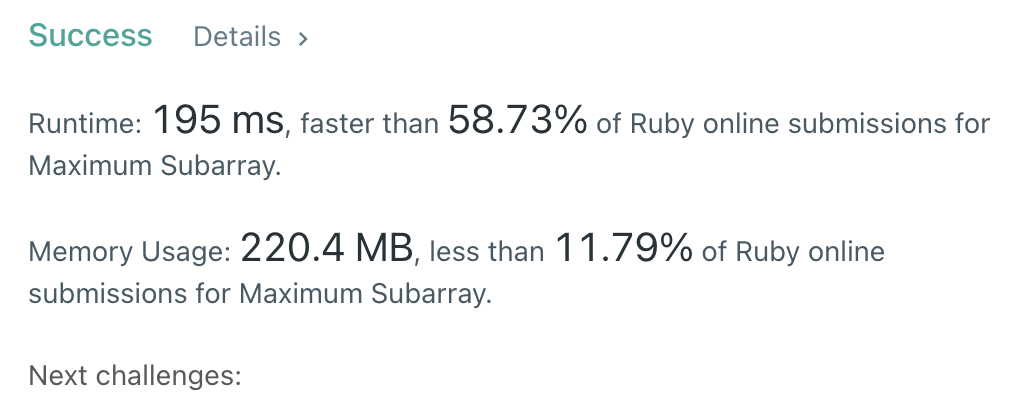 Success Details >
Runtime: 195 ms, faster than 58.73% of Ruby online submissions for
Maximum Subarray.
Memory Usage: 220.4 MB, less than 11.79% of Ruby online
submissions for Maximum Subarray.
Next challenges: